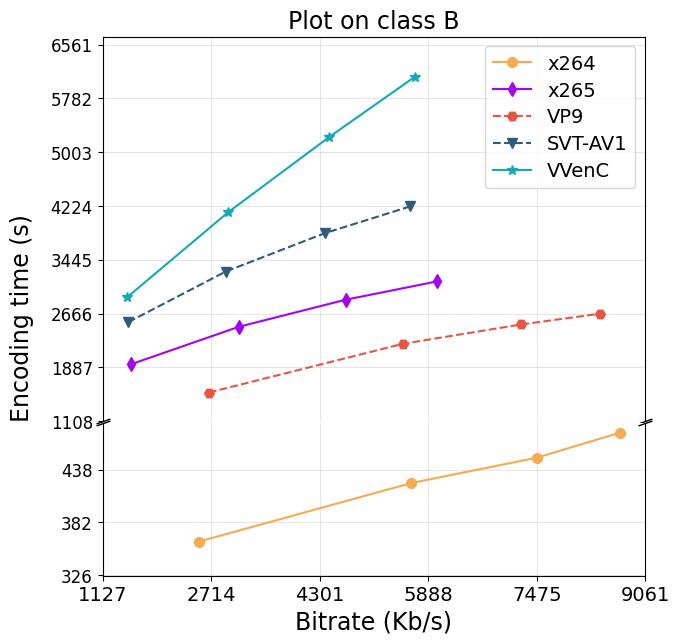 Plot on class B
6561
5782
5003
4224
3445
2666
1887
1108
438
382
326
Encoding time (s)
x264
x265
VP9
SVT-AV1
VVenC
1127 2714 4301 5888 7475 9061
Bitrate (Kb/s)